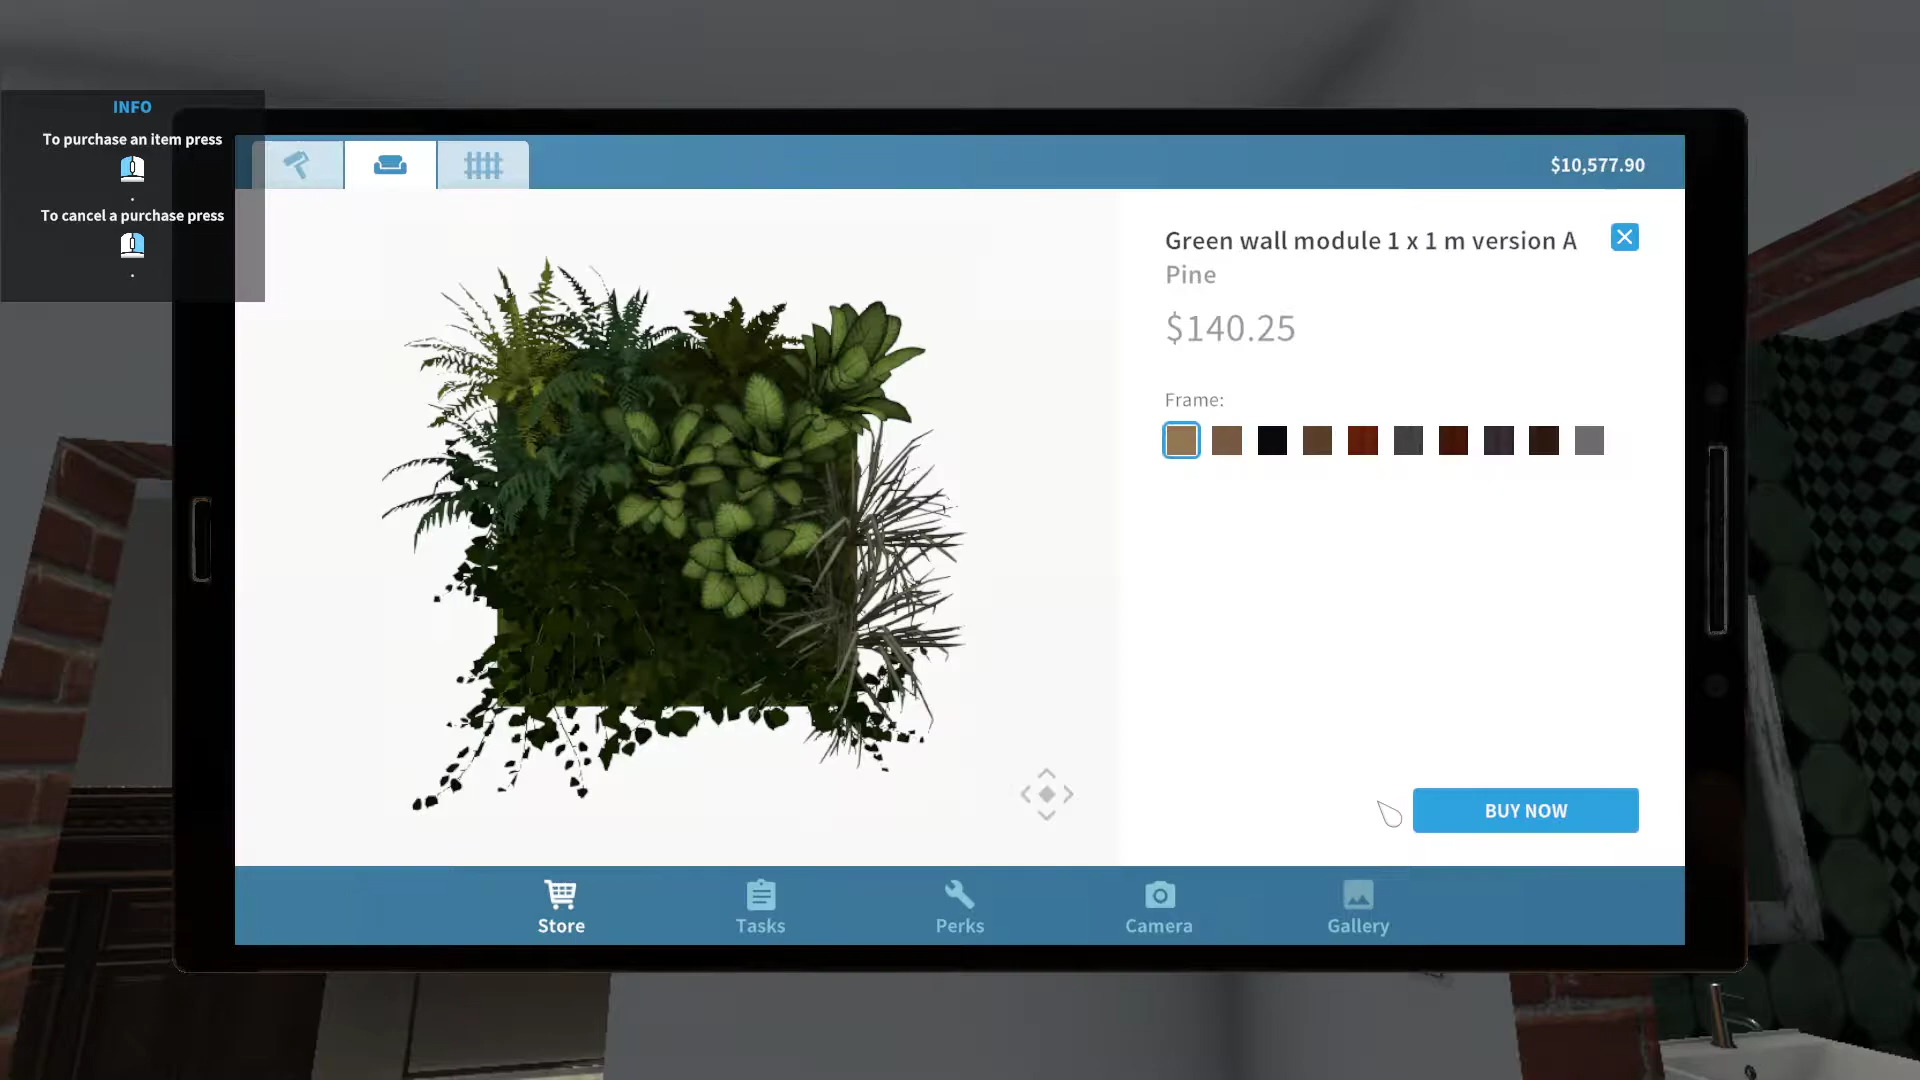 INFO
To purchase an item press
.
To cancel a purchase press
.
$10,577.90
Green wall module 1 x 1 m version A
Pine
$140.25
Frame:
BUY NOW
Store
Tasks
Perks
Camera
Gallery